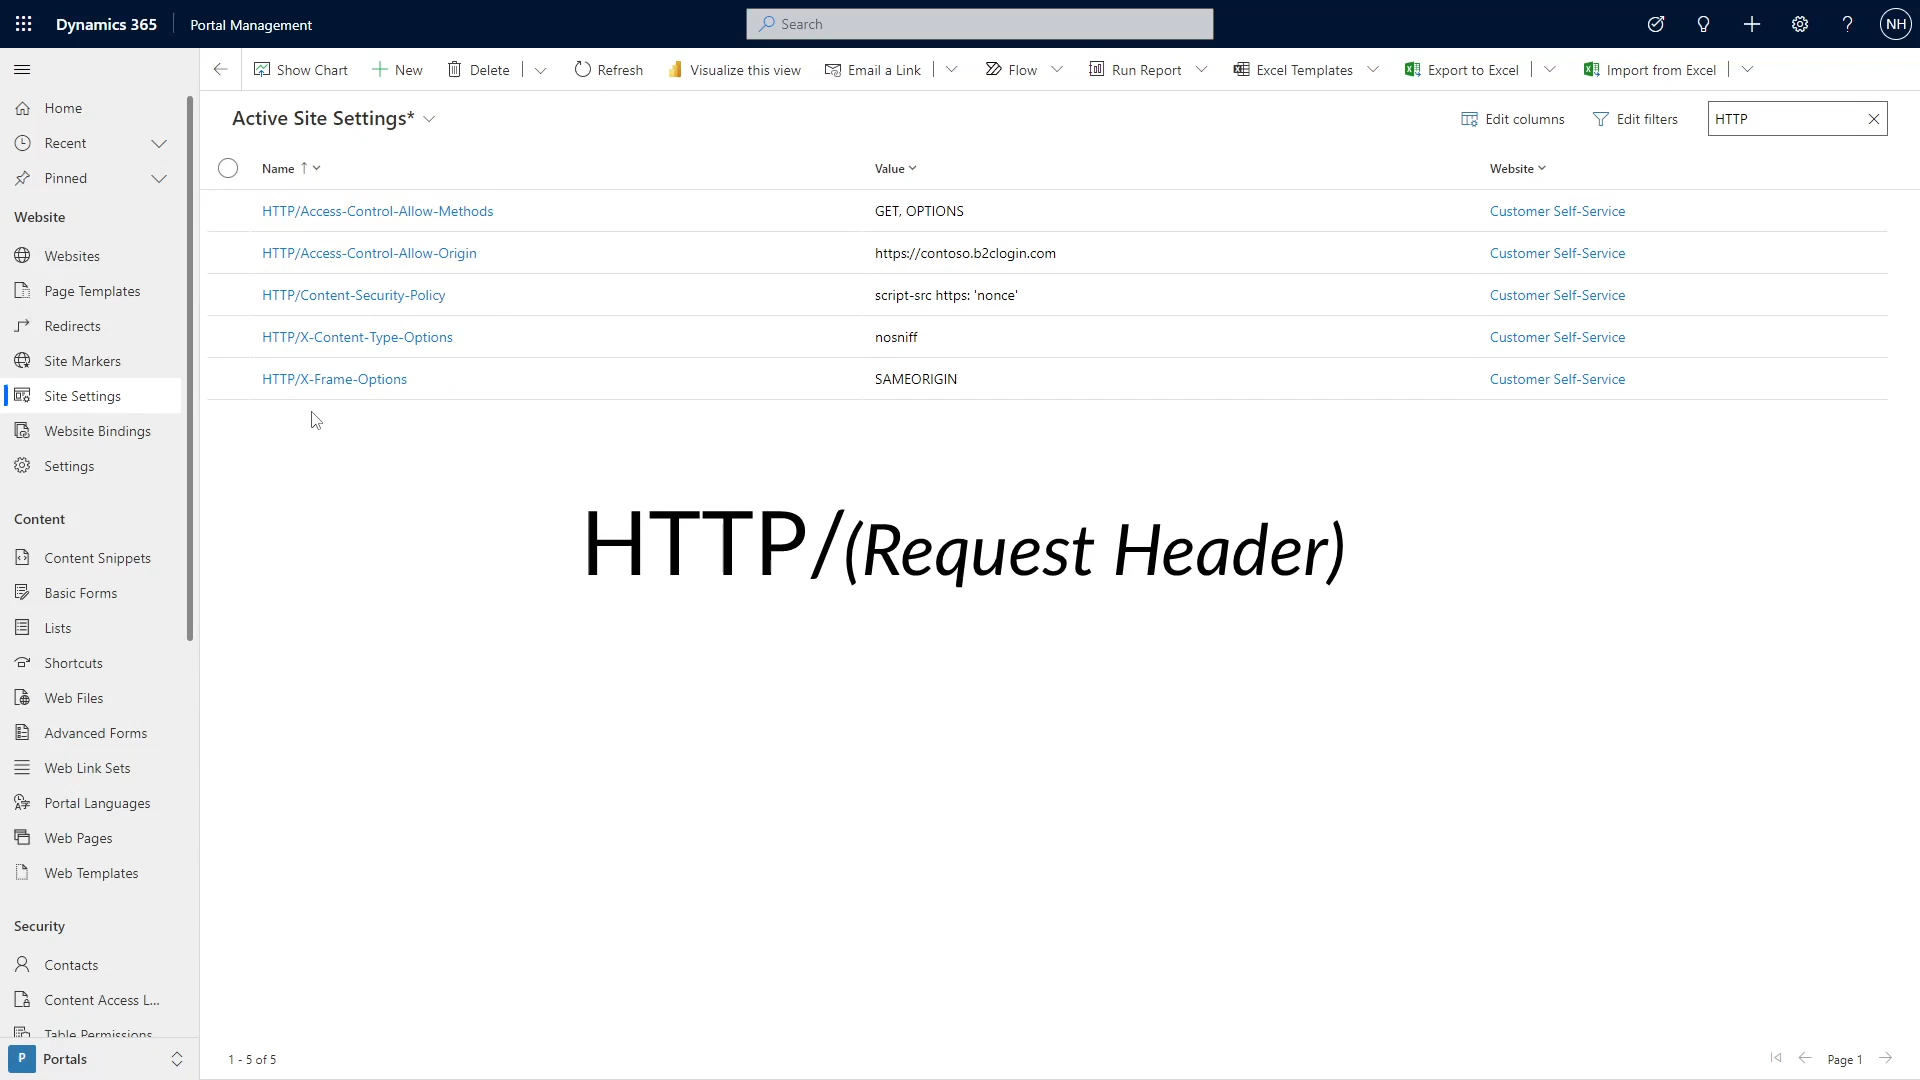 Dynamics 365 Portal Management Search NH
Show Chart New Delete Refresh Visualize this view Email a Link Flow Run Report Excel Templates Export to Excel Import from Excel
Home
Recent
Pinned
Website
Websites
Page Templates
Redirects
Site Markers
Site Settings
Website Bindings
Settings
Content
Content Snippets
Basic Forms
Lists
Shortcuts
Web Files
Advanced Forms
Web Link Sets
Portal Languages
Web Pages
Web Templates
Security
Contacts
Content Access L...
Table Permissions
P Portals
Active Site Settings* Edit columns Edit filters HTTP
Name Value Website
HTTP/Access-Control-Allow-Methods GET, OPTIONS Customer Self-Service
HTTP/Access-Control-Allow-Origin https://contoso.b2clogin.com Customer Self-Service
HTTP/Content-Security-Policy script-src https: 'nonce' Customer Self-Service
HTTP/X-Content-Type-Options nosniff Customer Self-Service
HTTP/X-Frame-Options SAMEORIGIN Customer Self-Service
HTTP/(Request Header)
1 - 5 of 5 Page 1